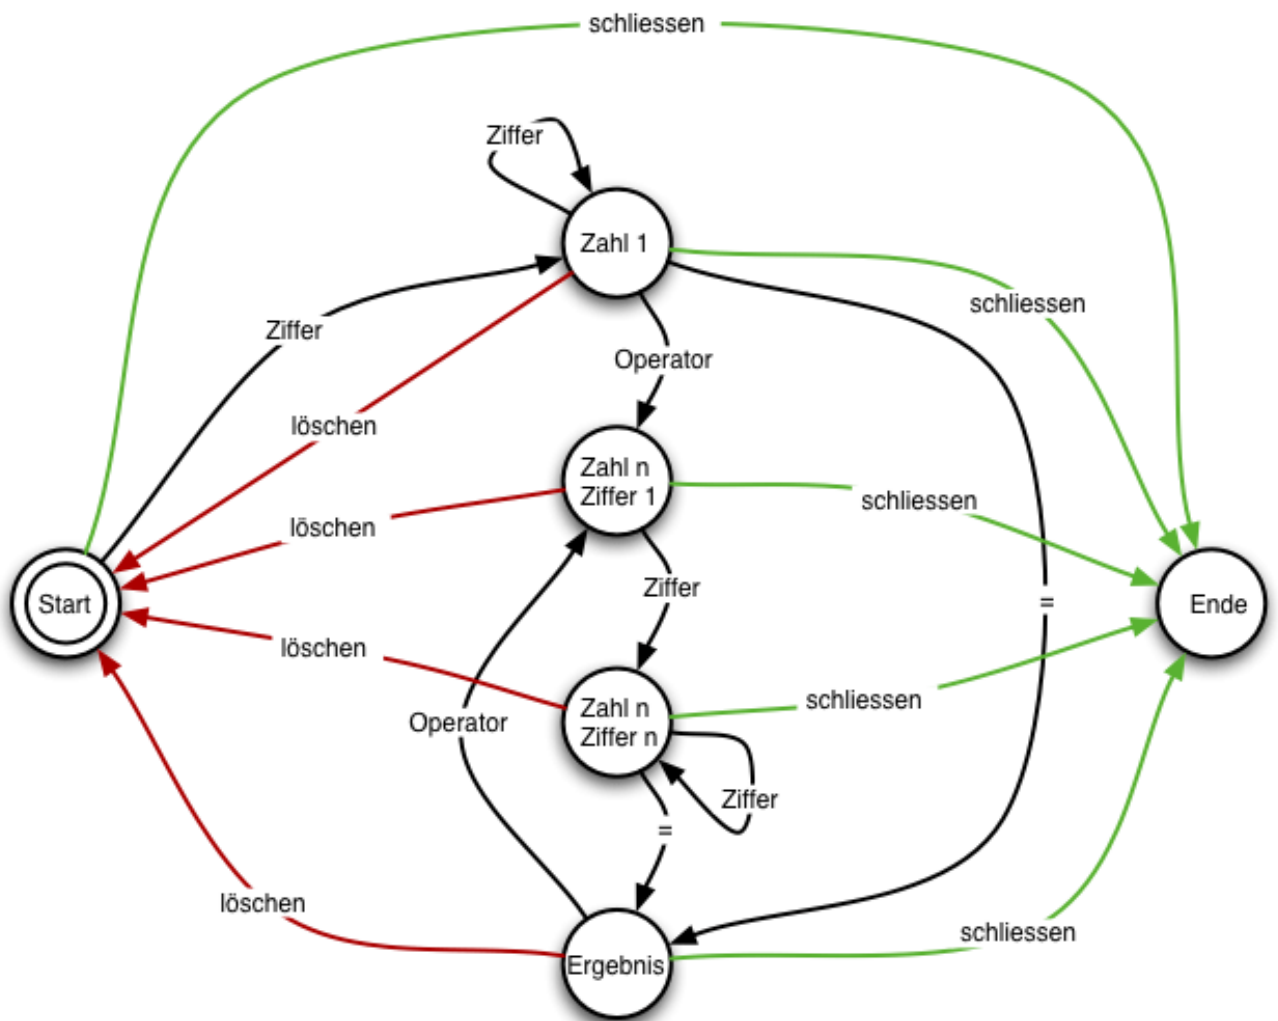 schliessen
Ziffer
Zahl 1
schliessen
Ziffer
Operator
löschen
Zahl n
Ziffer 1
schliessen
löschen
Ziffer
Start
=
Ende
löschen
schliessen
Zahl n
Ziffer n
Operator
Ziffer
=
löschen
schliessen
Ergebnis